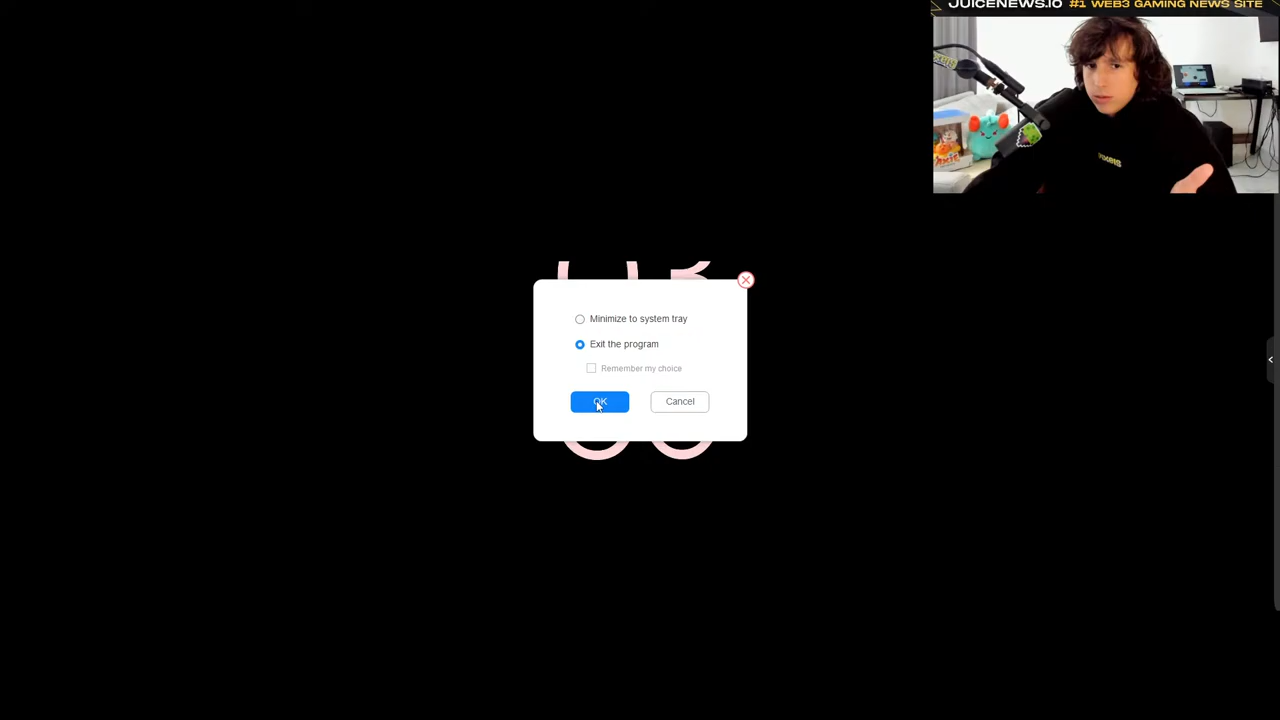 JUICENEWS.IO #1 WEB3 GAMING NEWS SITE
PIXELS
Minimize to system tray
Exit the program
Remember my choice
OK
Cancel